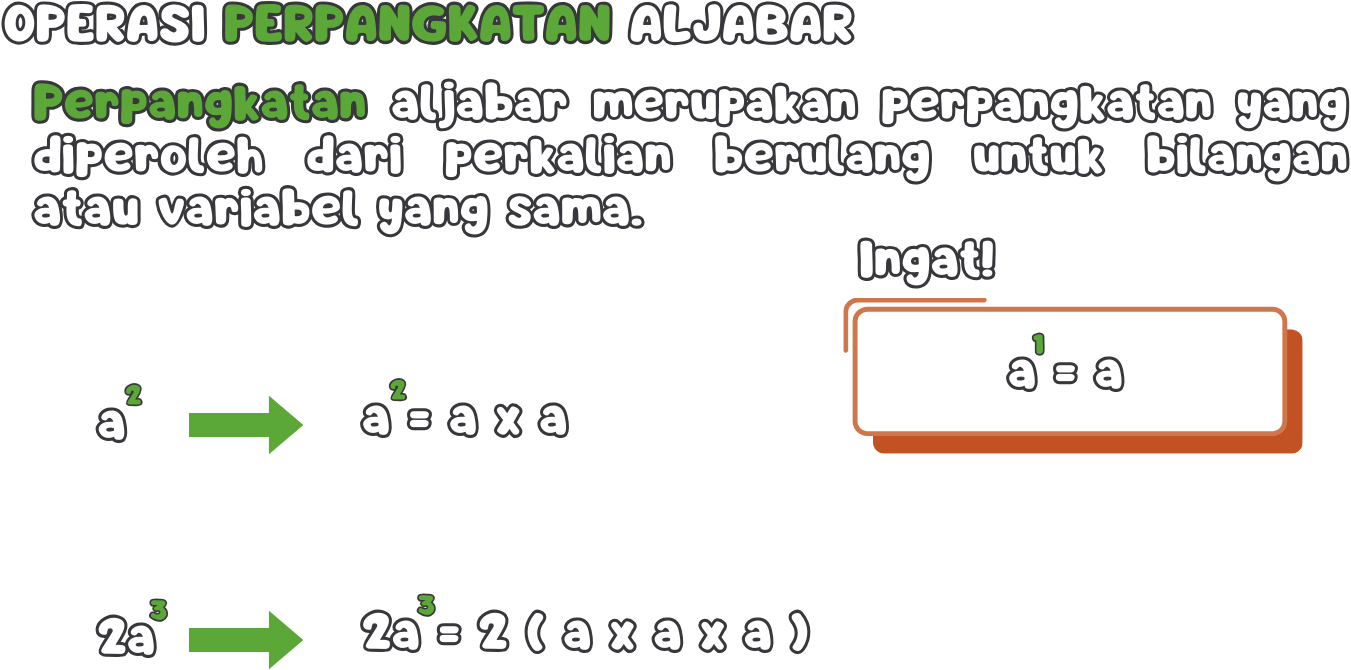 OPERASI PERPANGKATAN ALJABAR
Perpangkatan aljabar merupakan perpangkatan yang
diperoleh dari perkalian berulang untuk bilangan
atau variabel yang sama.
Ingat!
a¹ = a
a² a² = a x a
2a³ 2a³ = 2 ( a x a x a )